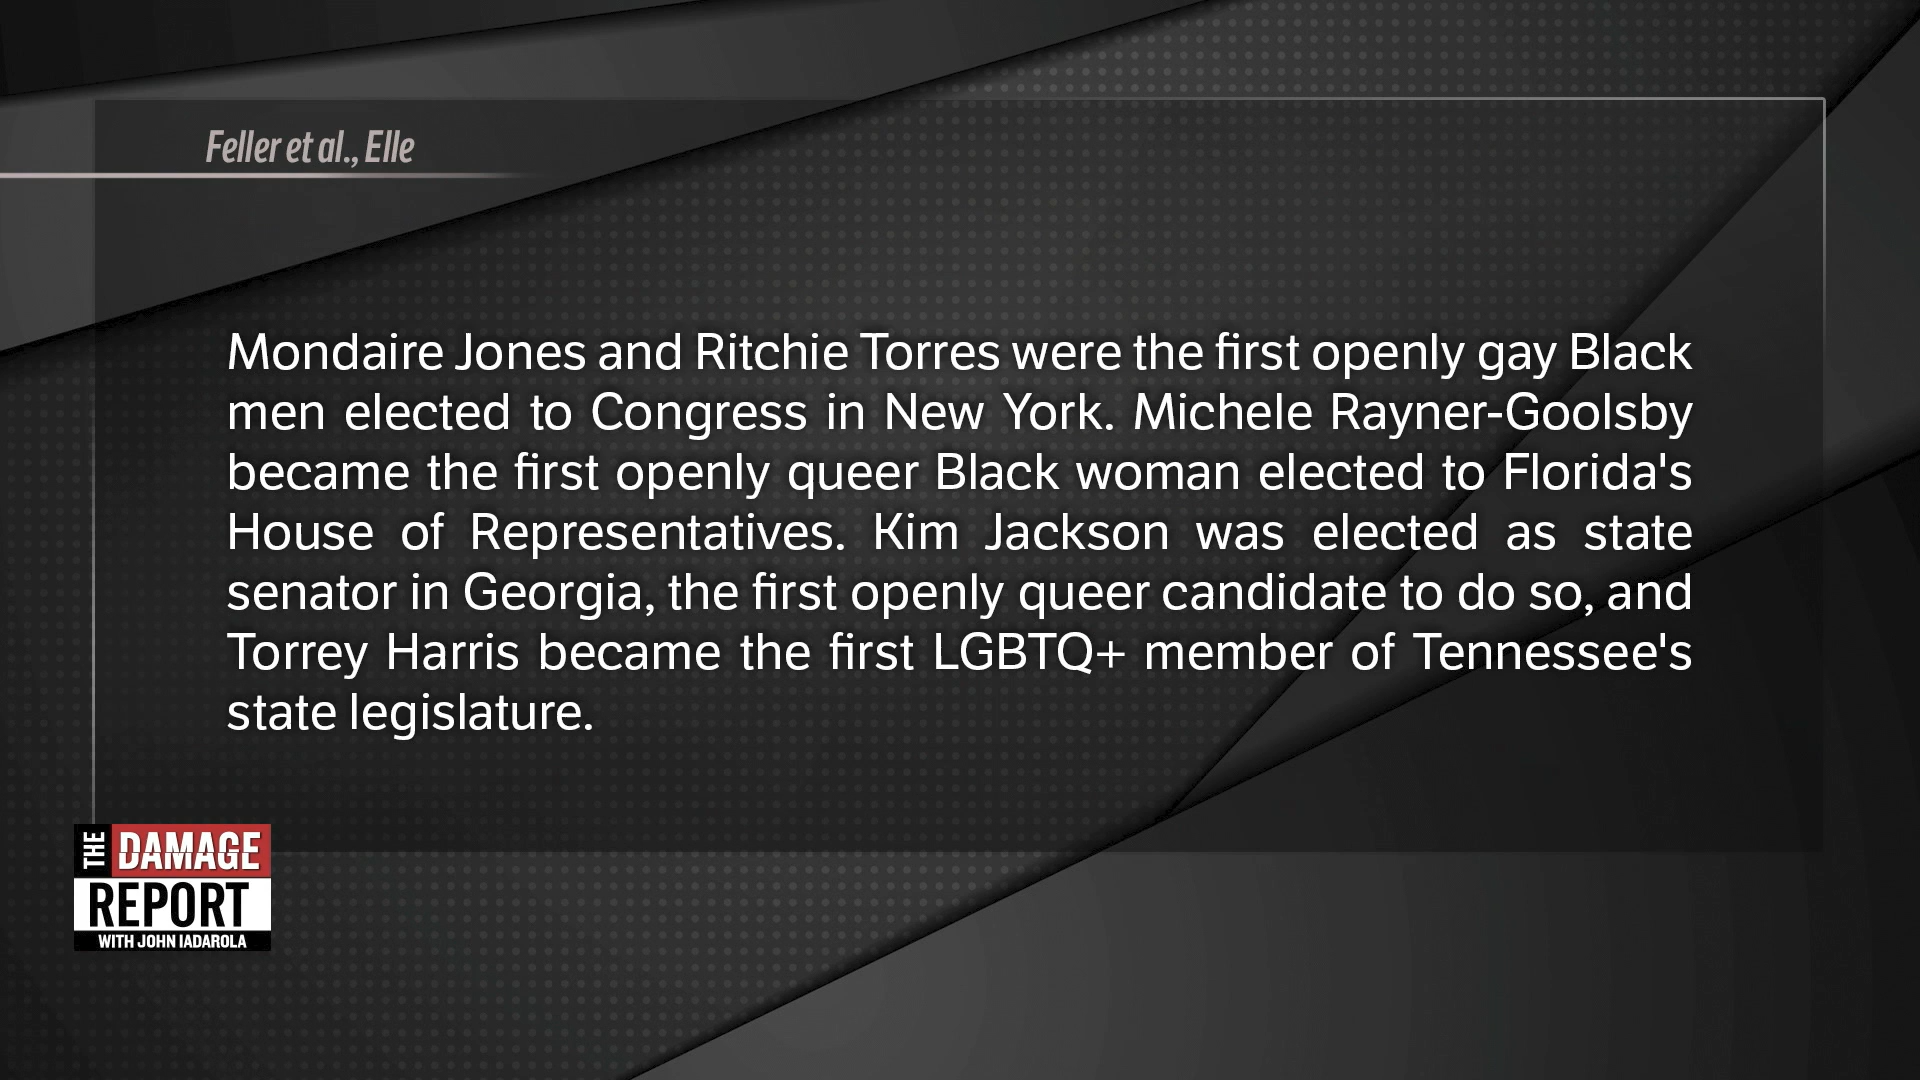 Feller et al., Elle
Mondaire Jones and Ritchie Torres were the first openly gay Black
men elected to Congress in New York. Michele Rayner-Goolsby
became the first openly queer Black woman elected to Florida's
House of Representatives. Kim Jackson was elected as state
senator in Georgia, the first openly queer candidate to do so, and
Torrey Harris became the first LGBTQ+ member of Tennessee's
state legislature.
THE DAMAGE
REPORT
WITH JOHN IADAROLA